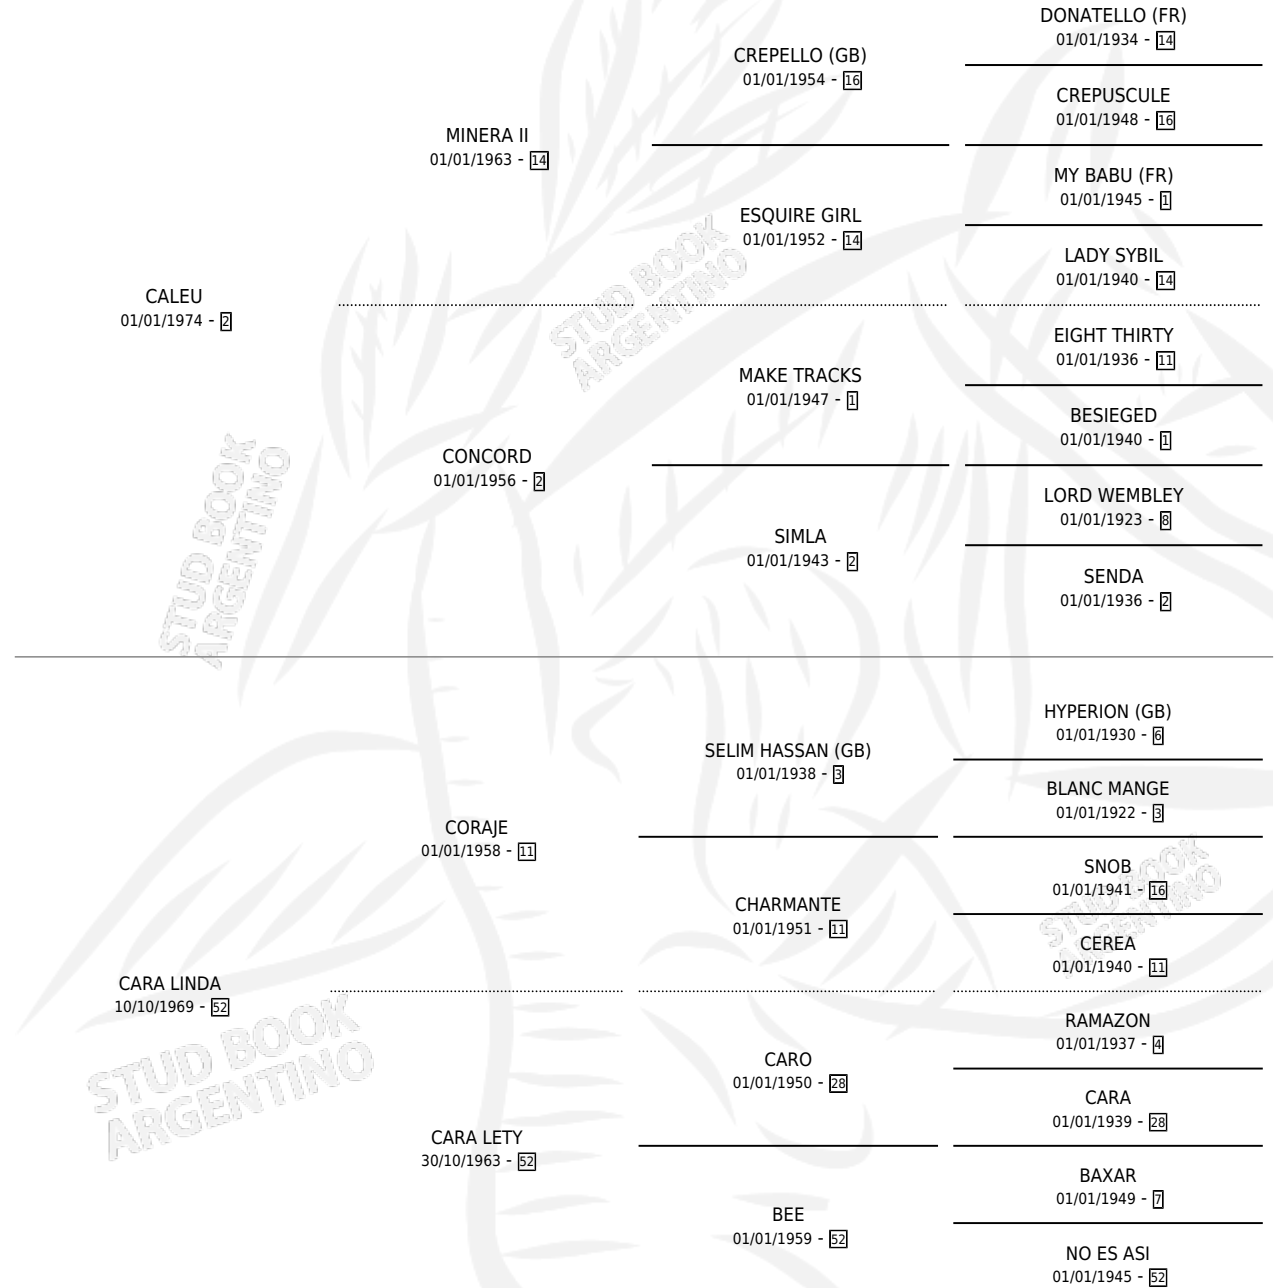 DONATELLO (FR)
01/01/1934 - 14
CREPELLO (GB)
01/01/1954 - 16
CREPUSCULE
01/01/1948 - 16
MINERA II
01/01/1963 - 14
MY BABU (FR)
01/01/1945 - 1
ESQUIRE GIRL
01/01/1952 - 14
LADY SYBIL
01/01/1940 - 14
CALEU
01/01/1974 - 2
EIGHT THIRTY
01/01/1936 - 11
MAKE TRACKS
01/01/1947 - 1
BESIEGED
01/01/1940 - 1
CONCORD
01/01/1956 - 2
LORD WEMBLEY
01/01/1923 - 8
SIMLA
01/01/1943 - 2
SENDA
01/01/1936 - 2
STUD BOOK
ARGENTINO
STUD BOOK
ARGENTINO
HYPERION (GB)
01/01/1930 - 6
SELIM HASSAN (GB)
01/01/1938 - 3
BLANC MANGE
01/01/1922 - 3
CORAJE
01/01/1958 - 11
SNOB
01/01/1941 - 16
CHARMANTE
01/01/1951 - 11
CEREA
01/01/1940 - 11
CARA LINDA
10/10/1969 - 52
RAMAZON
01/01/1937 - 4
CARO
01/01/1950 - 28
CARA
01/01/1939 - 28
CARA LETY
30/10/1963 - 52
BAXAR
01/01/1949 - 7
BEE
01/01/1959 - 52
NO ES ASI
01/01/1945 - 52
STUD BOOK
ARGENTINO
STUD BOOK
ARGENTINO